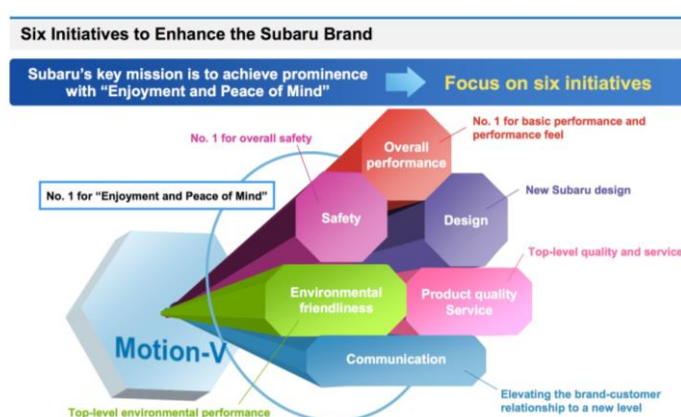 Six Initiatives to Enhance the Subaru Brand
Subaru's key mission is to achieve prominence
with “Enjoyment and Peace of Mind”
Focus on six initiatives
No. 1 for overall safety
No. 1 for basic performance and
performance feel
Overall
performance
No. 1 for “Enjoyment and Peace of Mind”
Safety
Design
New Subaru design
Top-level quality and service
Environmental
friendliness
Product quality
Service
Motion-V
Communication
Top-level environmental performance
Elevating the brand-customer
relationship to a new level